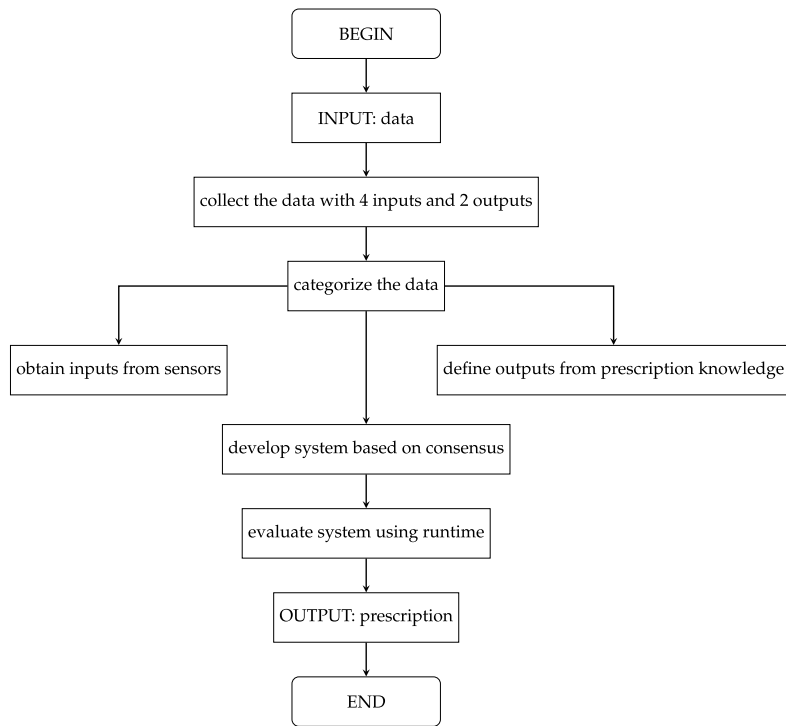 BEGIN
INPUT: data
collect the data with 4 inputs and 2 outputs
categorize the data
obtain inputs from sensors
define outputs from prescription knowledge
develop system based on consensus
evaluate system using runtime
OUTPUT: prescription
END